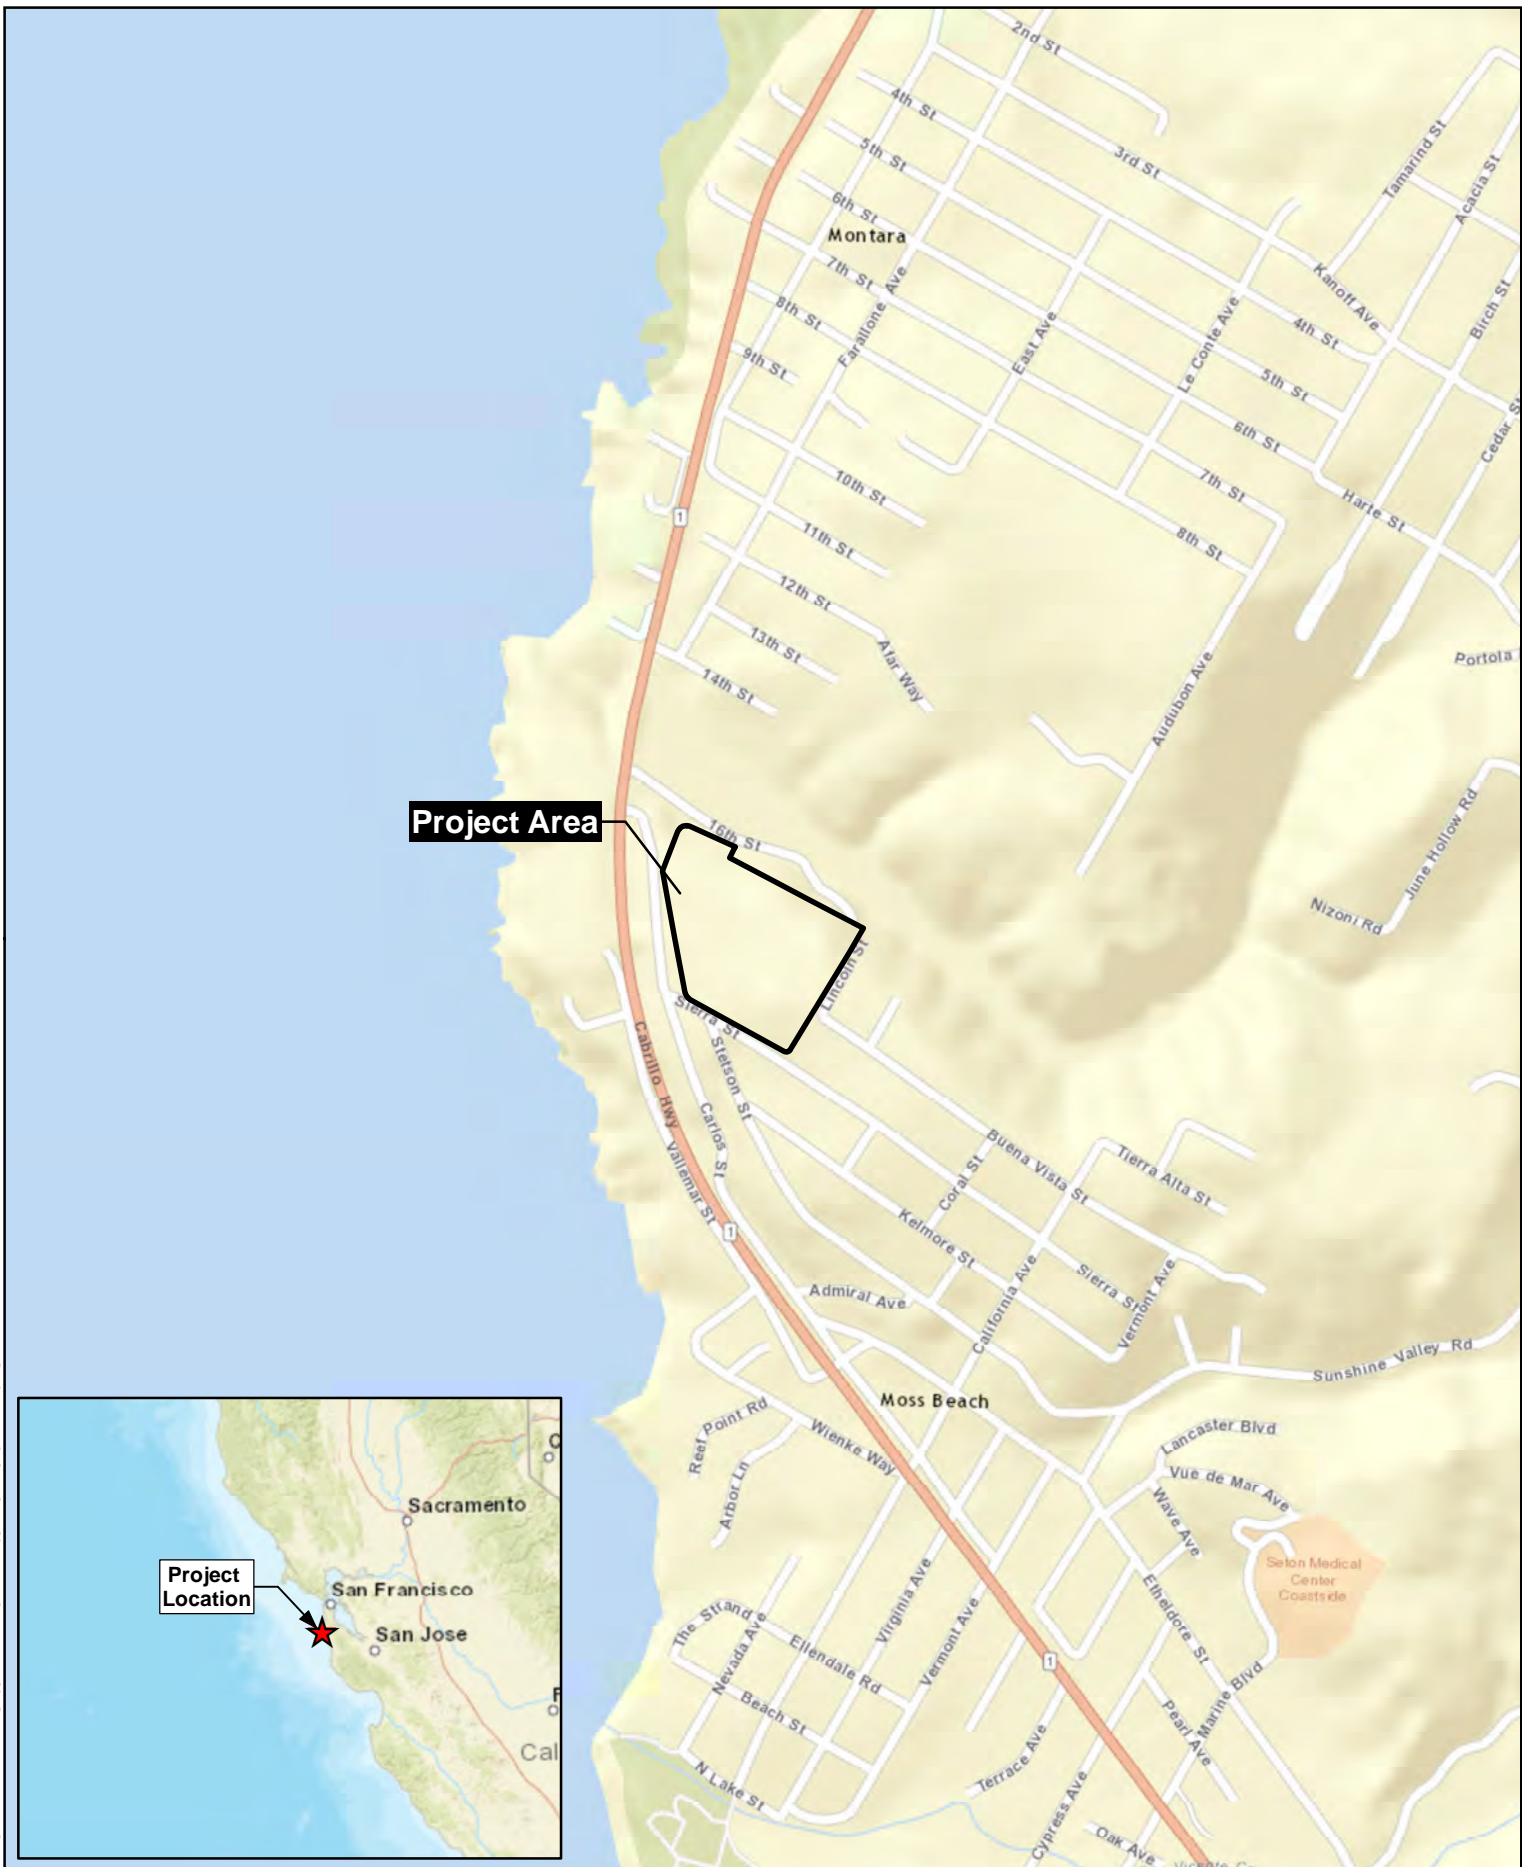 2nd St
4th St
3rd St
5th St
Tamarind St
Acacia St
6th St
Montara
7th St
Farallone Ave
Kanoff Ave
Birch St
8th St
East Ave
Le Conte Ave
4th St
9th St
5th St
Cedar St
6th St
10th St
7th St
Harte St
1
11th St
8th St
12th St
13th St
Afar Way
Portola
14th St
Audubon Ave
June Hollow Rd
Project Area
16th St
Nizoni Rd
Lincoln St
Sierra St
Cabrillo Hwy
Stetson St
Carlos St
Vallemar St
Buena Vista St
Tierra Alta St
Coral St
Kelmore St
1
Sierra St
Vermont Ave
California Ave
Admiral Ave
Sunshine Valley Rd
Moss Beach
Reef Point Rd
Wienke Way
Lancaster Blvd
Arbor Ln
Vue de Mar Ave
Wave Ave
Seton Medical
Center
Coastside
Etheldore St
Virginia Ave
The Strand
Nevada Ave
Ellendale Rd
Vermont Ave
1
Marine Blvd
Beach St
Pearl Ave
N Lake St
Terrace Ave
Cypress Ave
Oak Ave
Sacramento
Project
Location
San Francisco
San Jose
Cal